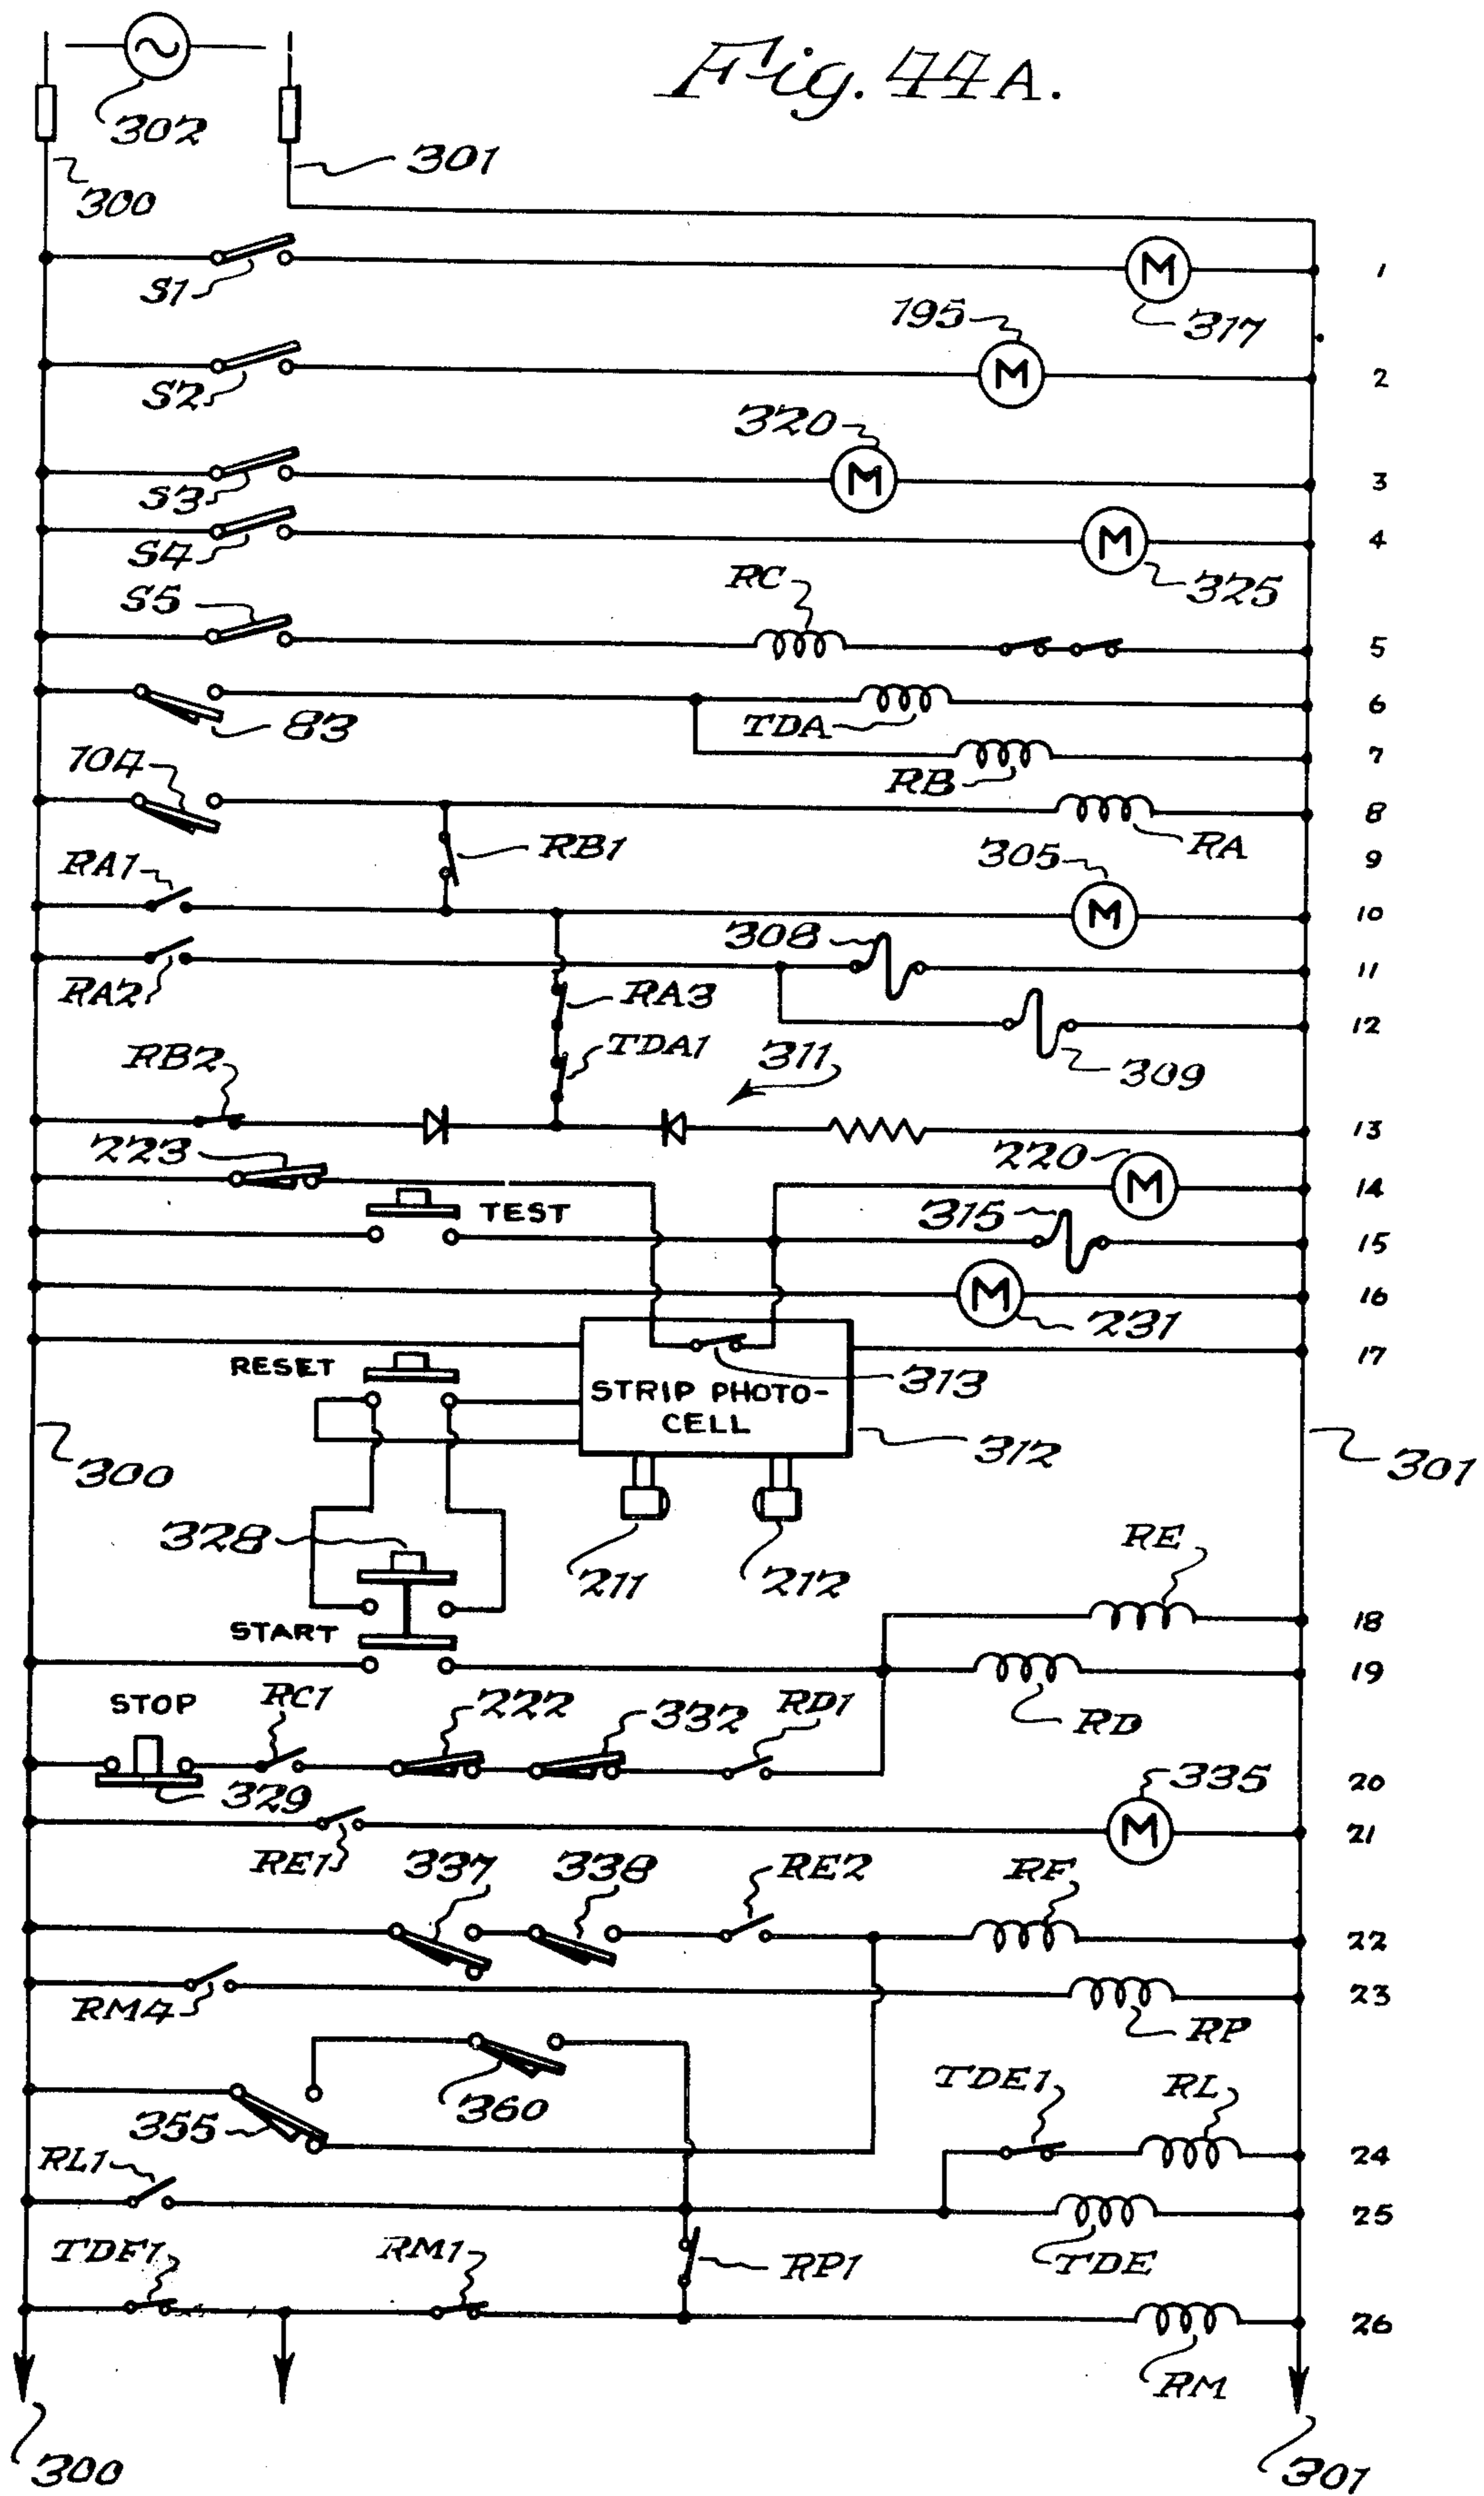 Fig. 44A.
302
301
300
S1
M
317
1
195
S2
M
2
320
S3
M
3
S4
M
325
4
RC
S5
5
83
TDA
6
RB
7
104
RA
8
RB1
305
9
RA1
M
10
308
RA2
RA3
11
12
TDA1
311
309
RB2
13
223
220
M
14
TEST
315
15
M
231
16
RESET
313
17
STRIP PHOTO-
CELL
312
300
301
328
211
212
RE
START
18
19
STOP
RC1
222
332
RD1
RD
329
20
335
M
21
RE1
337
338
RE2
RF
22
RM4
RP
23
360
TDE1
RL
355
24
RL1
25
TDF1
RM1
RP1
TDE
26
RM
300
301